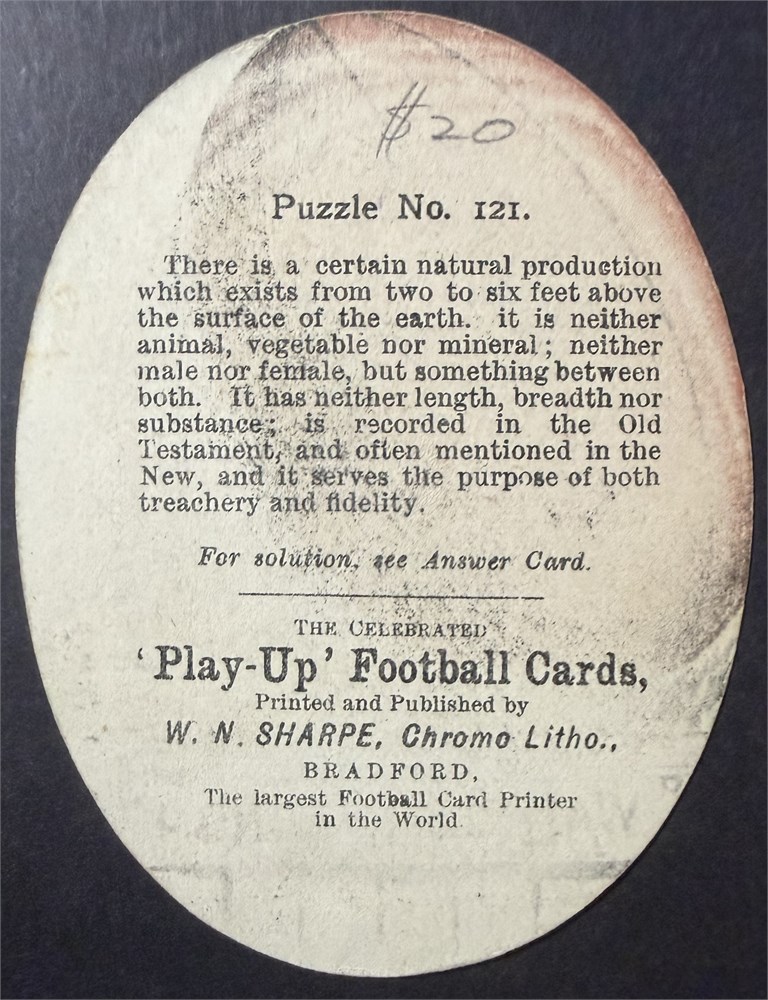 $20
Puzzle No. 121.
There is a certain natural production
which exists from two to six feet above
the surface of the earth. it is neither
animal, vegetable nor mineral; neither
male nor female, but something between
both. It has neither length, breadth nor
substance; is recorded in the Old
Testament, and often mentioned in the
New, and it serves the purpose of both
treachery and fidelity.
For solution, see Answer Card.
THE CELEBRATED
'Play-Up' Football Cards,
Printed and Published by
W. N. SHARPE, Chromo Litho.,
BRADFORD,
The largest Football Card Printer
in the World.